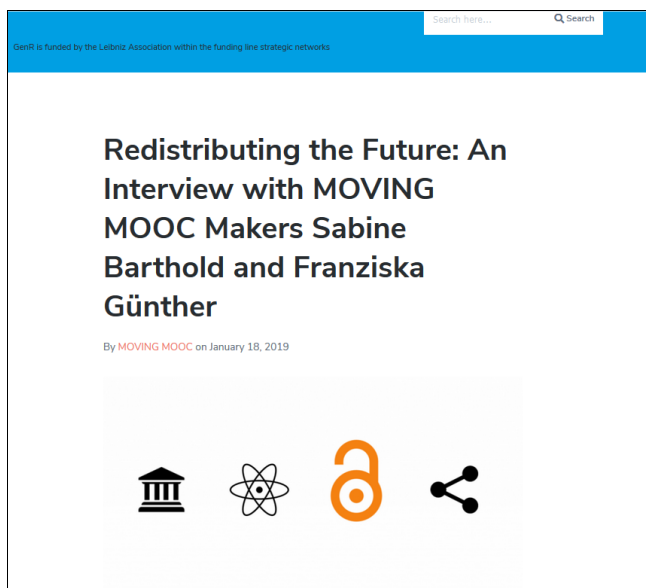 Search here...
Search
GenR is funded by the Leibniz Association within the funding line strategic networks
Redistributing the Future: An
Interview with MOVING
MOOC Makers Sabine
Barthold and Franziska
Günther
By MOVING MOOC on January 18, 2019